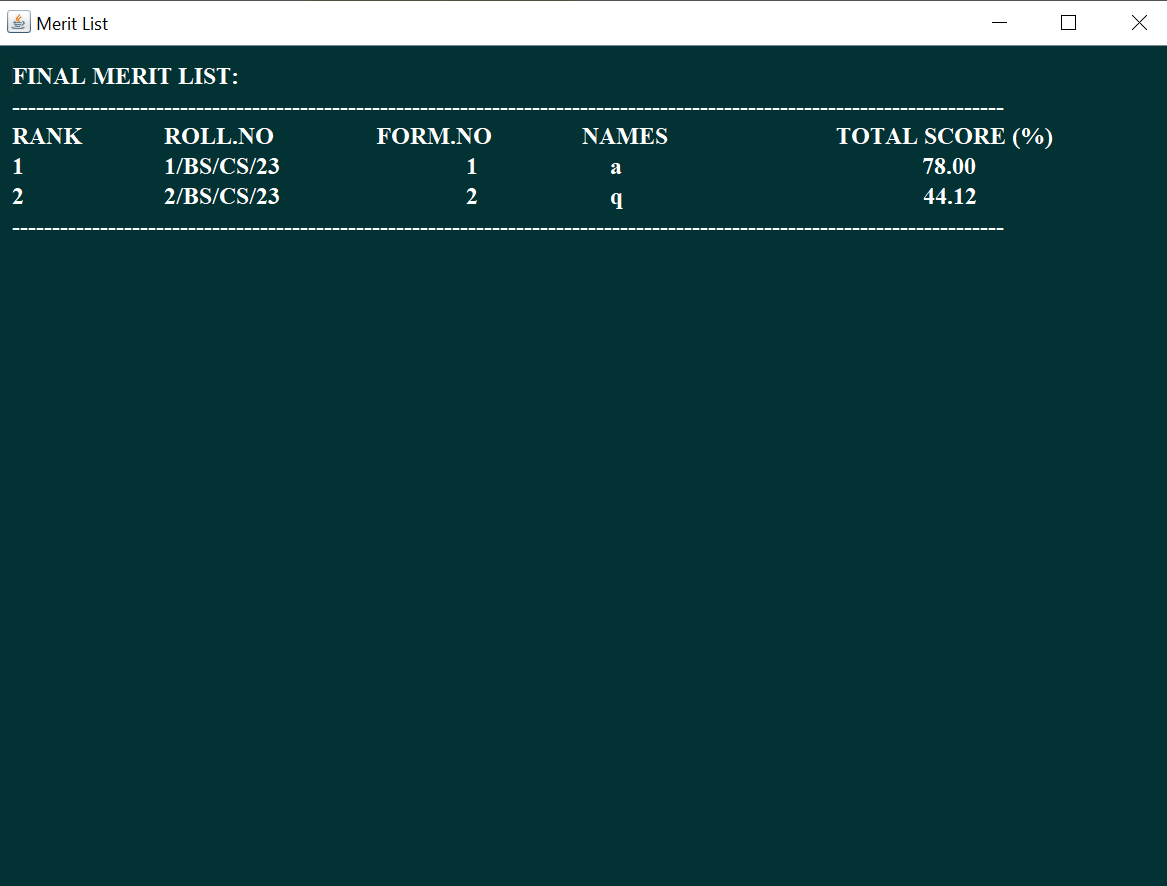 Merit List
FINAL MERIT LIST:
----------------------------------------------------------------------------------------------------------------------------
RANK ROLL.NO FORM.NO NAMES TOTAL SCORE (%)
1 1/BS/CS/23 1 a 78.00
2 2/BS/CS/23 2 q 44.12
----------------------------------------------------------------------------------------------------------------------------